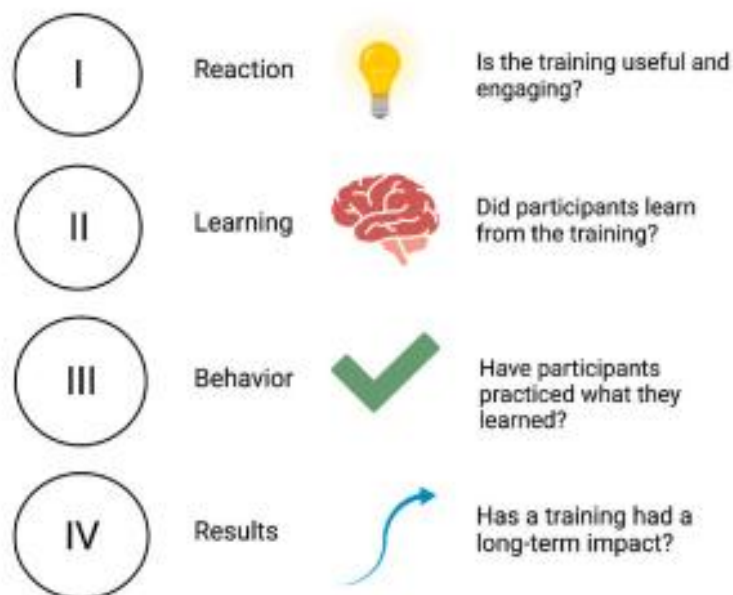 I
Reaction
Is the training useful and
engaging?
II
Learning
Did participants learn
from the training?
III
Behavior
Have participants
practiced what they
learned?
IV
Results
Has a training had a
long-term impact?